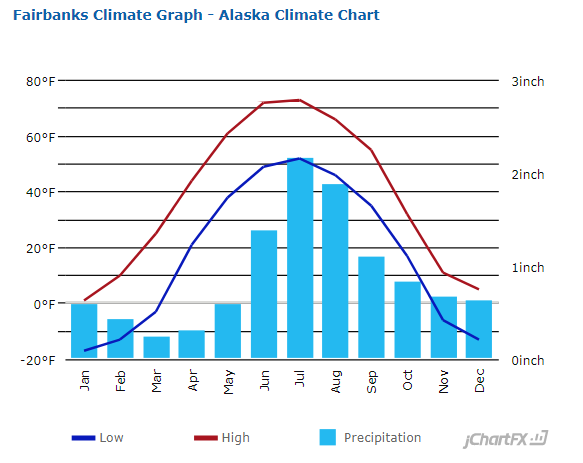 Fairbanks Climate Graph - Alaska Climate Chart
80°F
60°F
40°F
20°F
0°F
-20°F
3inch
2inch
1inch
0inch
Jan
Feb
Mar
Apr
May
Jun
Jul
Aug
Sep
Oct
Nov
Dec
Low High Precipitation
jChartFX